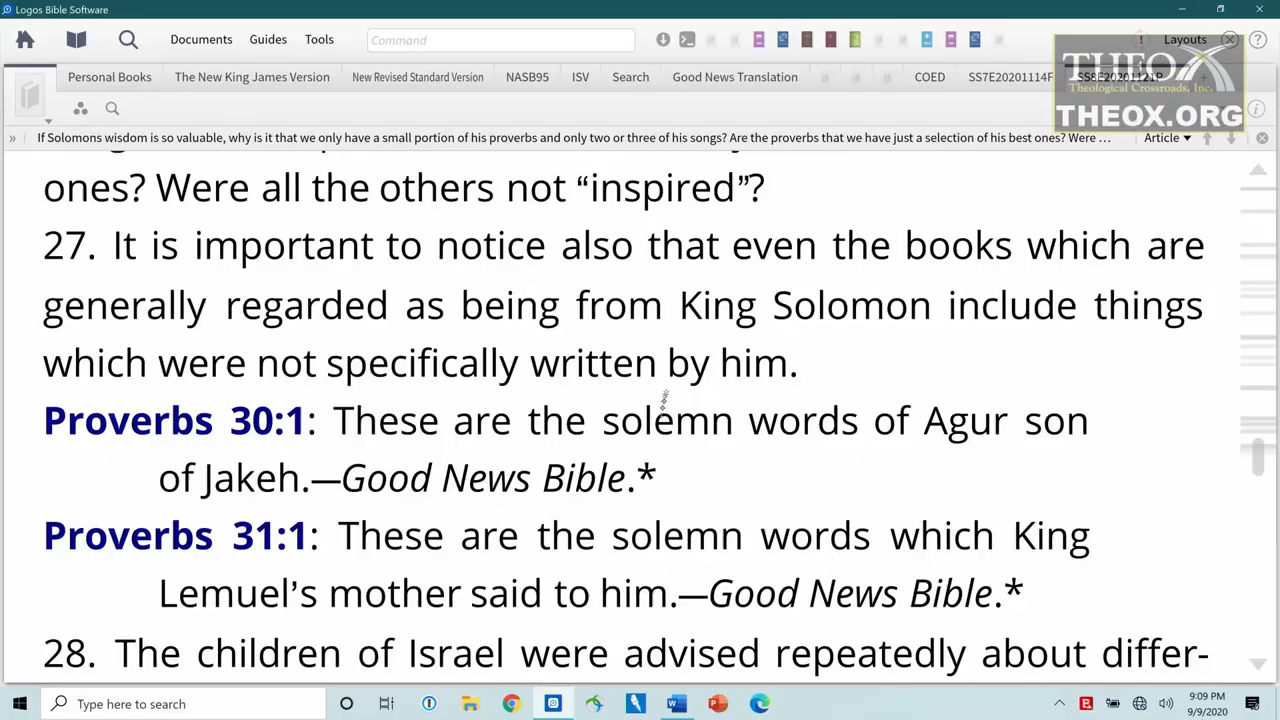 Logos Bible Software
Documents Guides Tools Command Layouts
THEOX
Theological Crossroads, Inc.
THEOX.ORG
Personal Books The New King James Version New Revised Standard Version NASB95 ISV Search Good News Translation COED SS7E20201114F
» If Solomons wisdom is so valuable, why is it that we only have a small portion of his proverbs and only two or three of his songs? Are the proverbs that we have just a selection of his best ones? Were ... Article
ones? Were all the others not “inspired”?
27. It is important to notice also that even the books which are
generally regarded as being from King Solomon include things
which were not specifically written by him.
Proverbs 30:1: These are the solemn words of Agur son
of Jakeh.—Good News Bible.*
Proverbs 31:1: These are the solemn words which King
Lemuel’s mother said to him.—Good News Bible.*
28. The children of Israel were advised repeatedly about differ-
Type here to search
9:09 PM
9/9/2020